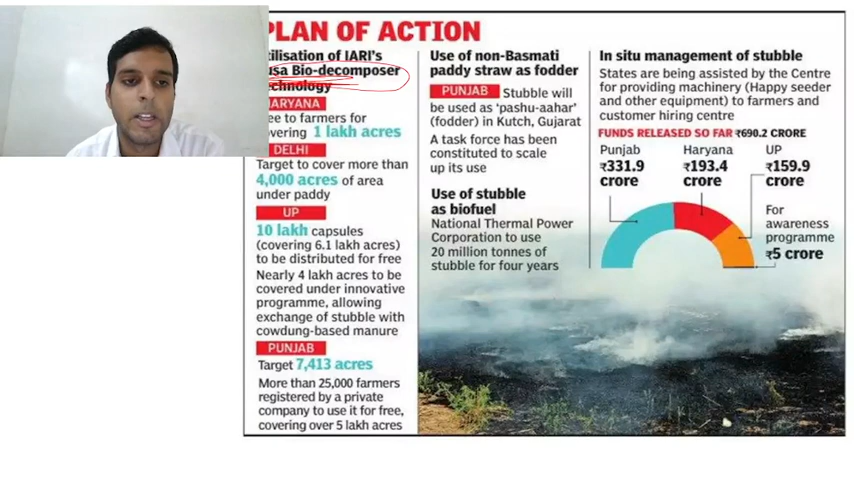 PLAN OF ACTION
tilisation of IARI's
usa Bio-decomposer
echnology
HARYANA
ee to farmers for
vering 1 lakh acres
DELHI
Target to cover more than
4,000 acres of area
under paddy
UP
10 lakh capsules
(covering 6.1 lakh acres)
to be distributed for free
Nearly 4 lakh acres to be
covered under innovative
programme, allowing
exchange of stubble with
cowdung-based manure
PUNJAB
Target 7,413 acres
More than 25,000 farmers
registered by a private
company to use it for free,
covering over 5 lakh acres
Use of non-Basmati
paddy straw as fodder
PUNJAB Stubble will
be used as 'pashu-aahar'
(fodder) in Kutch, Gujarat
A task force has been
constituted to scale
up its use
Use of stubble
as biofuel
National Thermal Power
Corporation to use
20 million tonnes of
stubble for four years
In situ management of stubble
States are being assisted by the Centre
for providing machinery (Happy seeder
and other equipment) to farmers and
customer hiring centre
FUNDS RELEASED SO FAR ₹690.2 CRORE
Punjab
₹331.9
crore
Haryana
₹193.4
crore
UP
₹159.9
crore
For
awareness
programme
₹5 crore